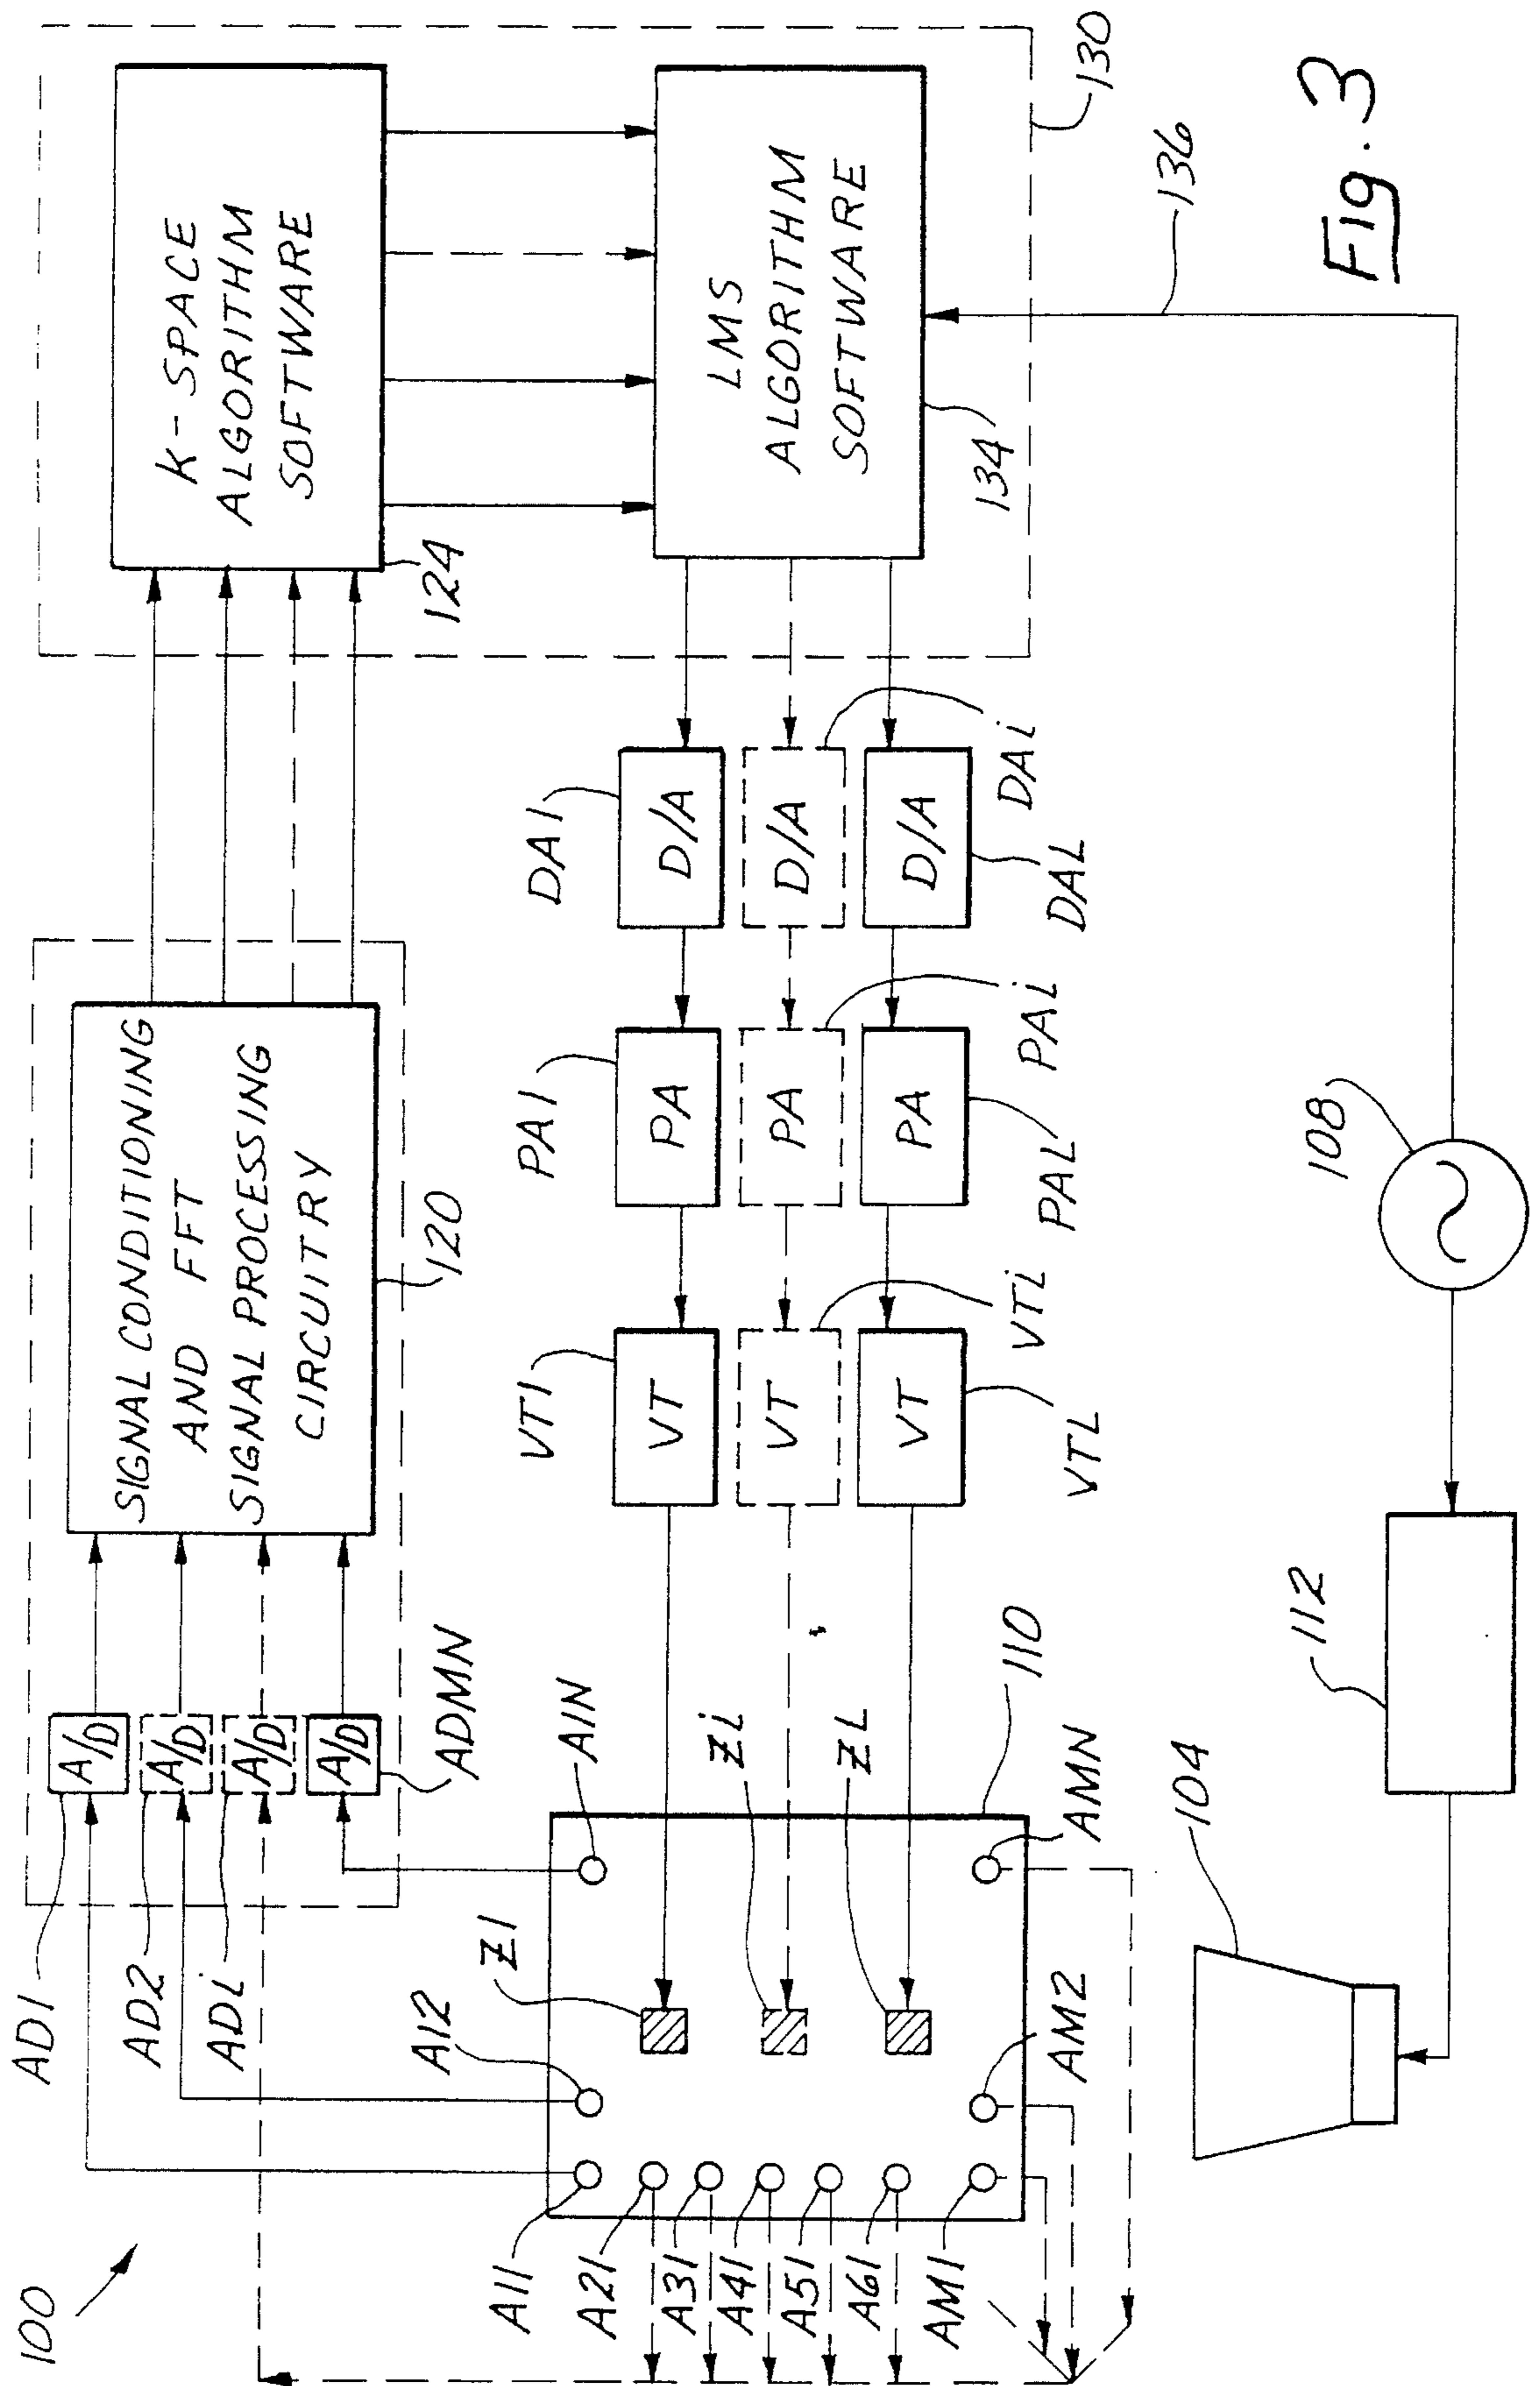 100
AD1
AD2
ADi
A/D
A/D
A/D
A/D
ADMN
SIGNAL CONDITIONING
AND FFT
SIGNAL PROCESSING
CIRCUITRY
120
K-SPACE
ALGORITHM
SOFTWARE
124
LMS
ALGORITHM
SOFTWARE
134
130
136
DA1
D/A
D/A
D/A
DAi
DAL
PA1
PA
PA
PA
PAi
PAL
VT1
VT
VT
VT
VTi
VTL
Z1
Zi
ZL
A12
A1N
A11
A21
A31
A41
A51
A61
AM1
AM2
AMN
110
104
112
108
Fig. 3